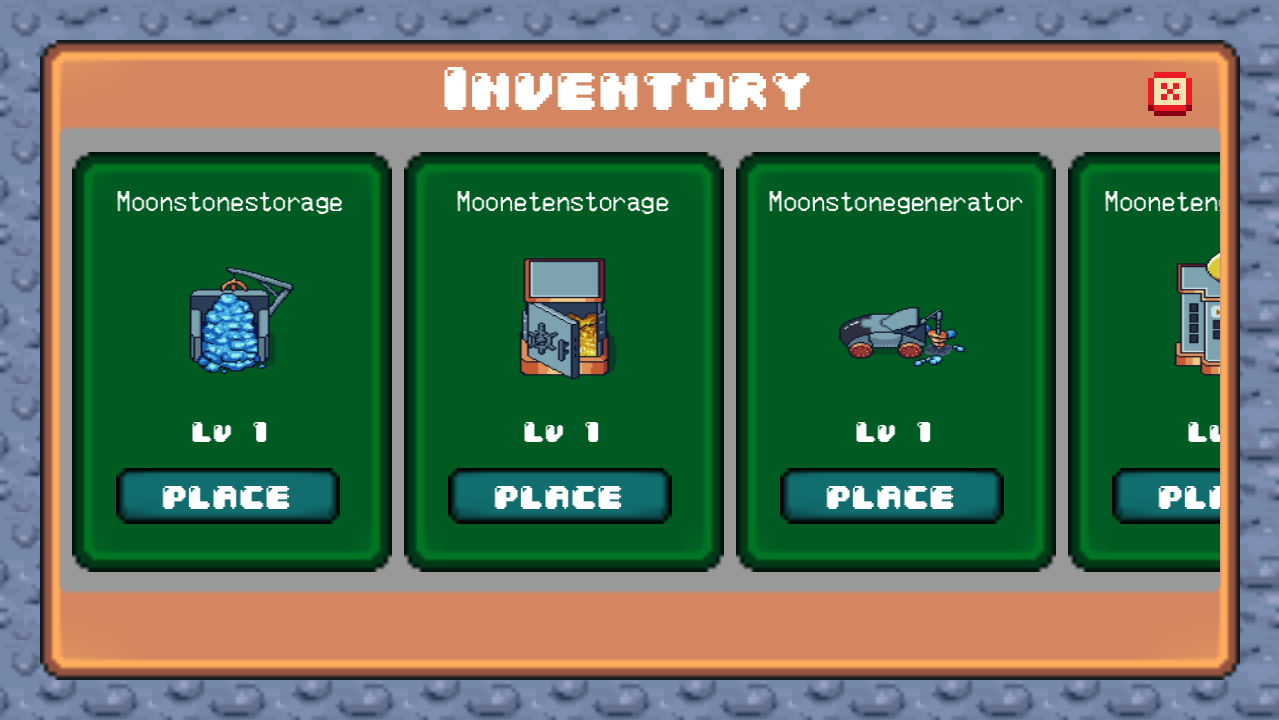 Inventory
Moonstonestorage
Moonetenstorage
Moonstonegenerator
Lv 1
Lv 1
Lv 1
PLACE
PLACE
PLACE